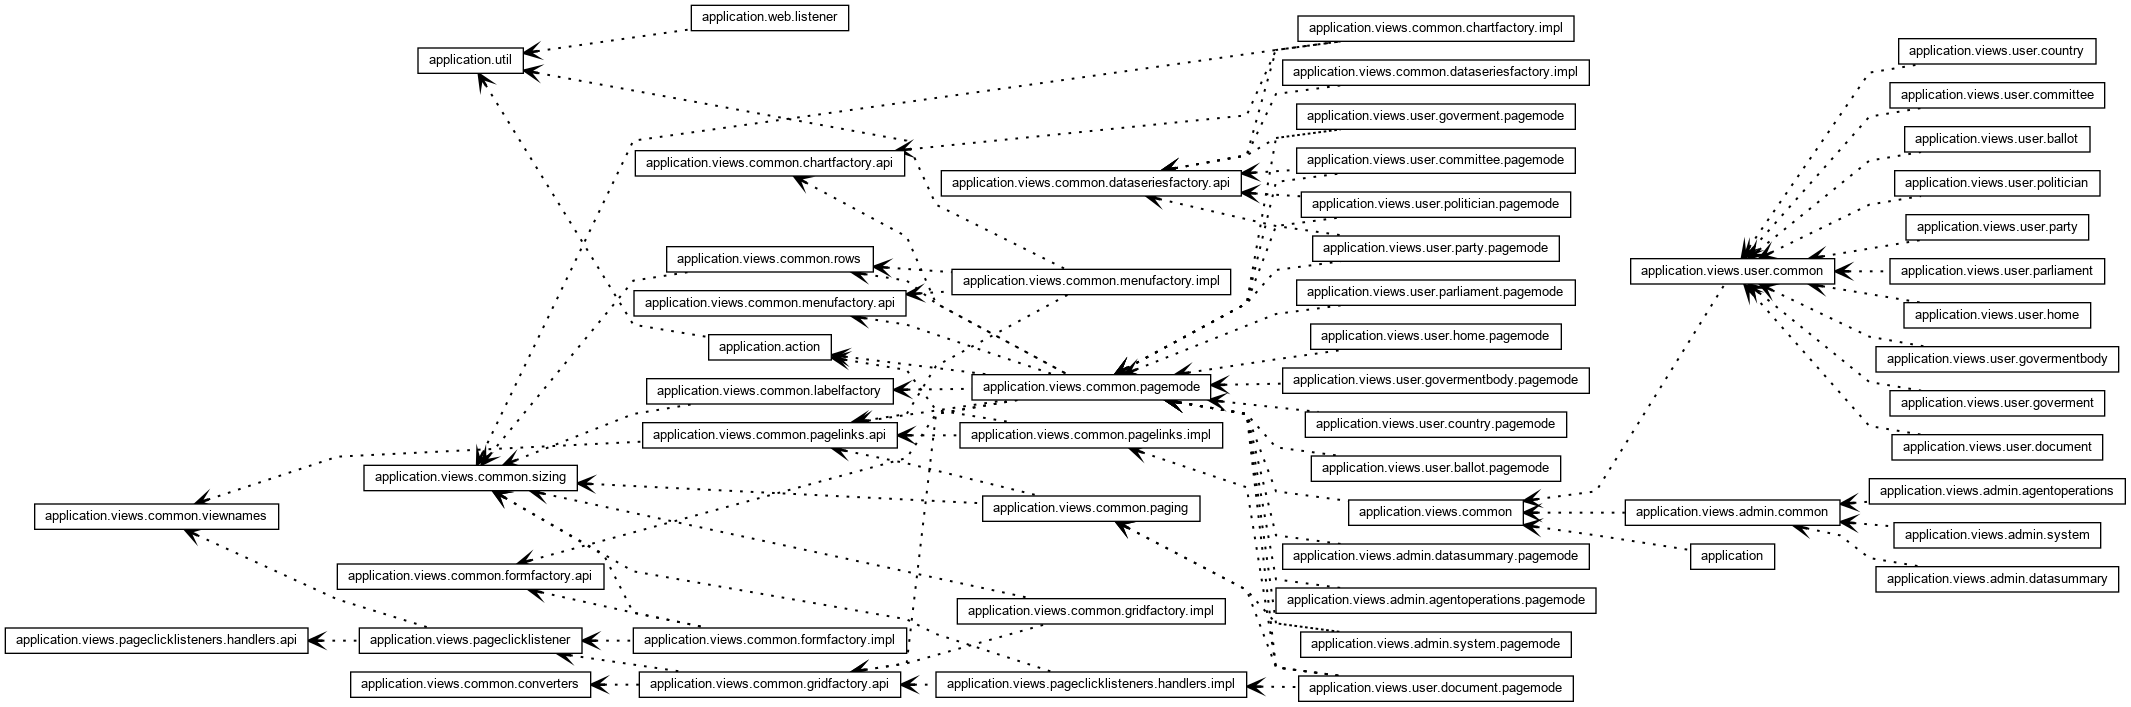 application.web.listener
application.util
application.views.common.chartfactory.impl
application.views.common.dataseriesfactory.impl
application.views.user.goverment.pagemode
application.views.common.chartfactory.api
application.views.common.dataseriesfactory.api
application.views.user.committee.pagemode
application.views.user.politician.pagemode
application.views.user.party.pagemode
application.views.common.rows
application.views.common.menufactory.impl
application.views.common.menufactory.api
application.views.user.parliament.pagemode
application.action
application.views.user.home.pagemode
application.views.common.labelfactory
application.views.common.pagemode
application.views.user.govermentbody.pagemode
application.views.user.country.pagemode
application.views.common.pagelinks.api
application.views.common.pagelinks.impl
application.views.user.ballot.pagemode
application.views.common.sizing
application.views.common.viewnames
application.views.common.paging
application.views.common
application.views.admin.datasummary.pagemode
application.views.common.formfactory.api
application.views.admin.agentoperations.pagemode
application.views.common.gridfactory.impl
application.views.pageclicklisteners.handlers.api
application.views.pageclicklistener
application.views.common.formfactory.impl
application.views.admin.system.pagemode
application.views.common.converters
application.views.common.gridfactory.api
application.views.pageclicklisteners.handlers.impl
application.views.user.document.pagemode
application.views.user.country
application.views.user.committee
application.views.user.ballot
application.views.user.politician
application.views.user.party
application.views.user.common
application.views.user.parliament
application.views.user.home
application.views.user.govermentbody
application.views.user.goverment
application.views.user.document
application.views.admin.agentoperations
application.views.admin.common
application.views.admin.system
application
application.views.admin.datasummary